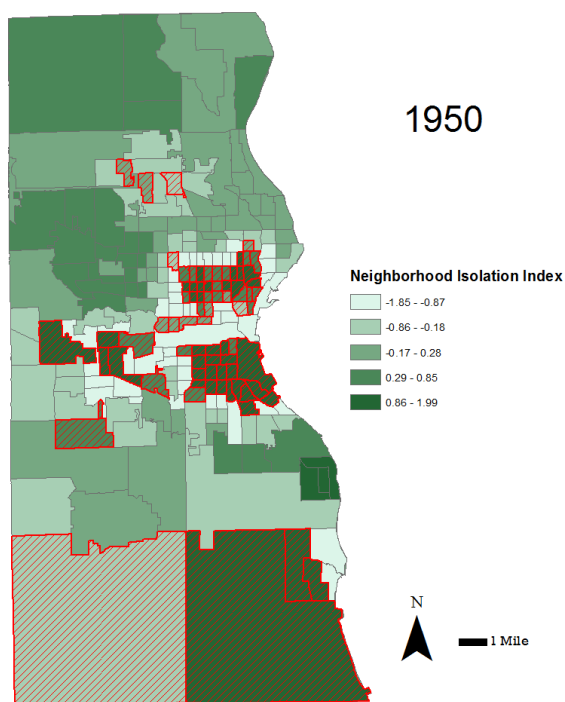 1950
Neighborhood Isolation Index
-1.85 - -0.87
-0.86 - -0.18
-0.17 - 0.28
0.29 - 0.85
0.86 - 1.99
N
1 Mile